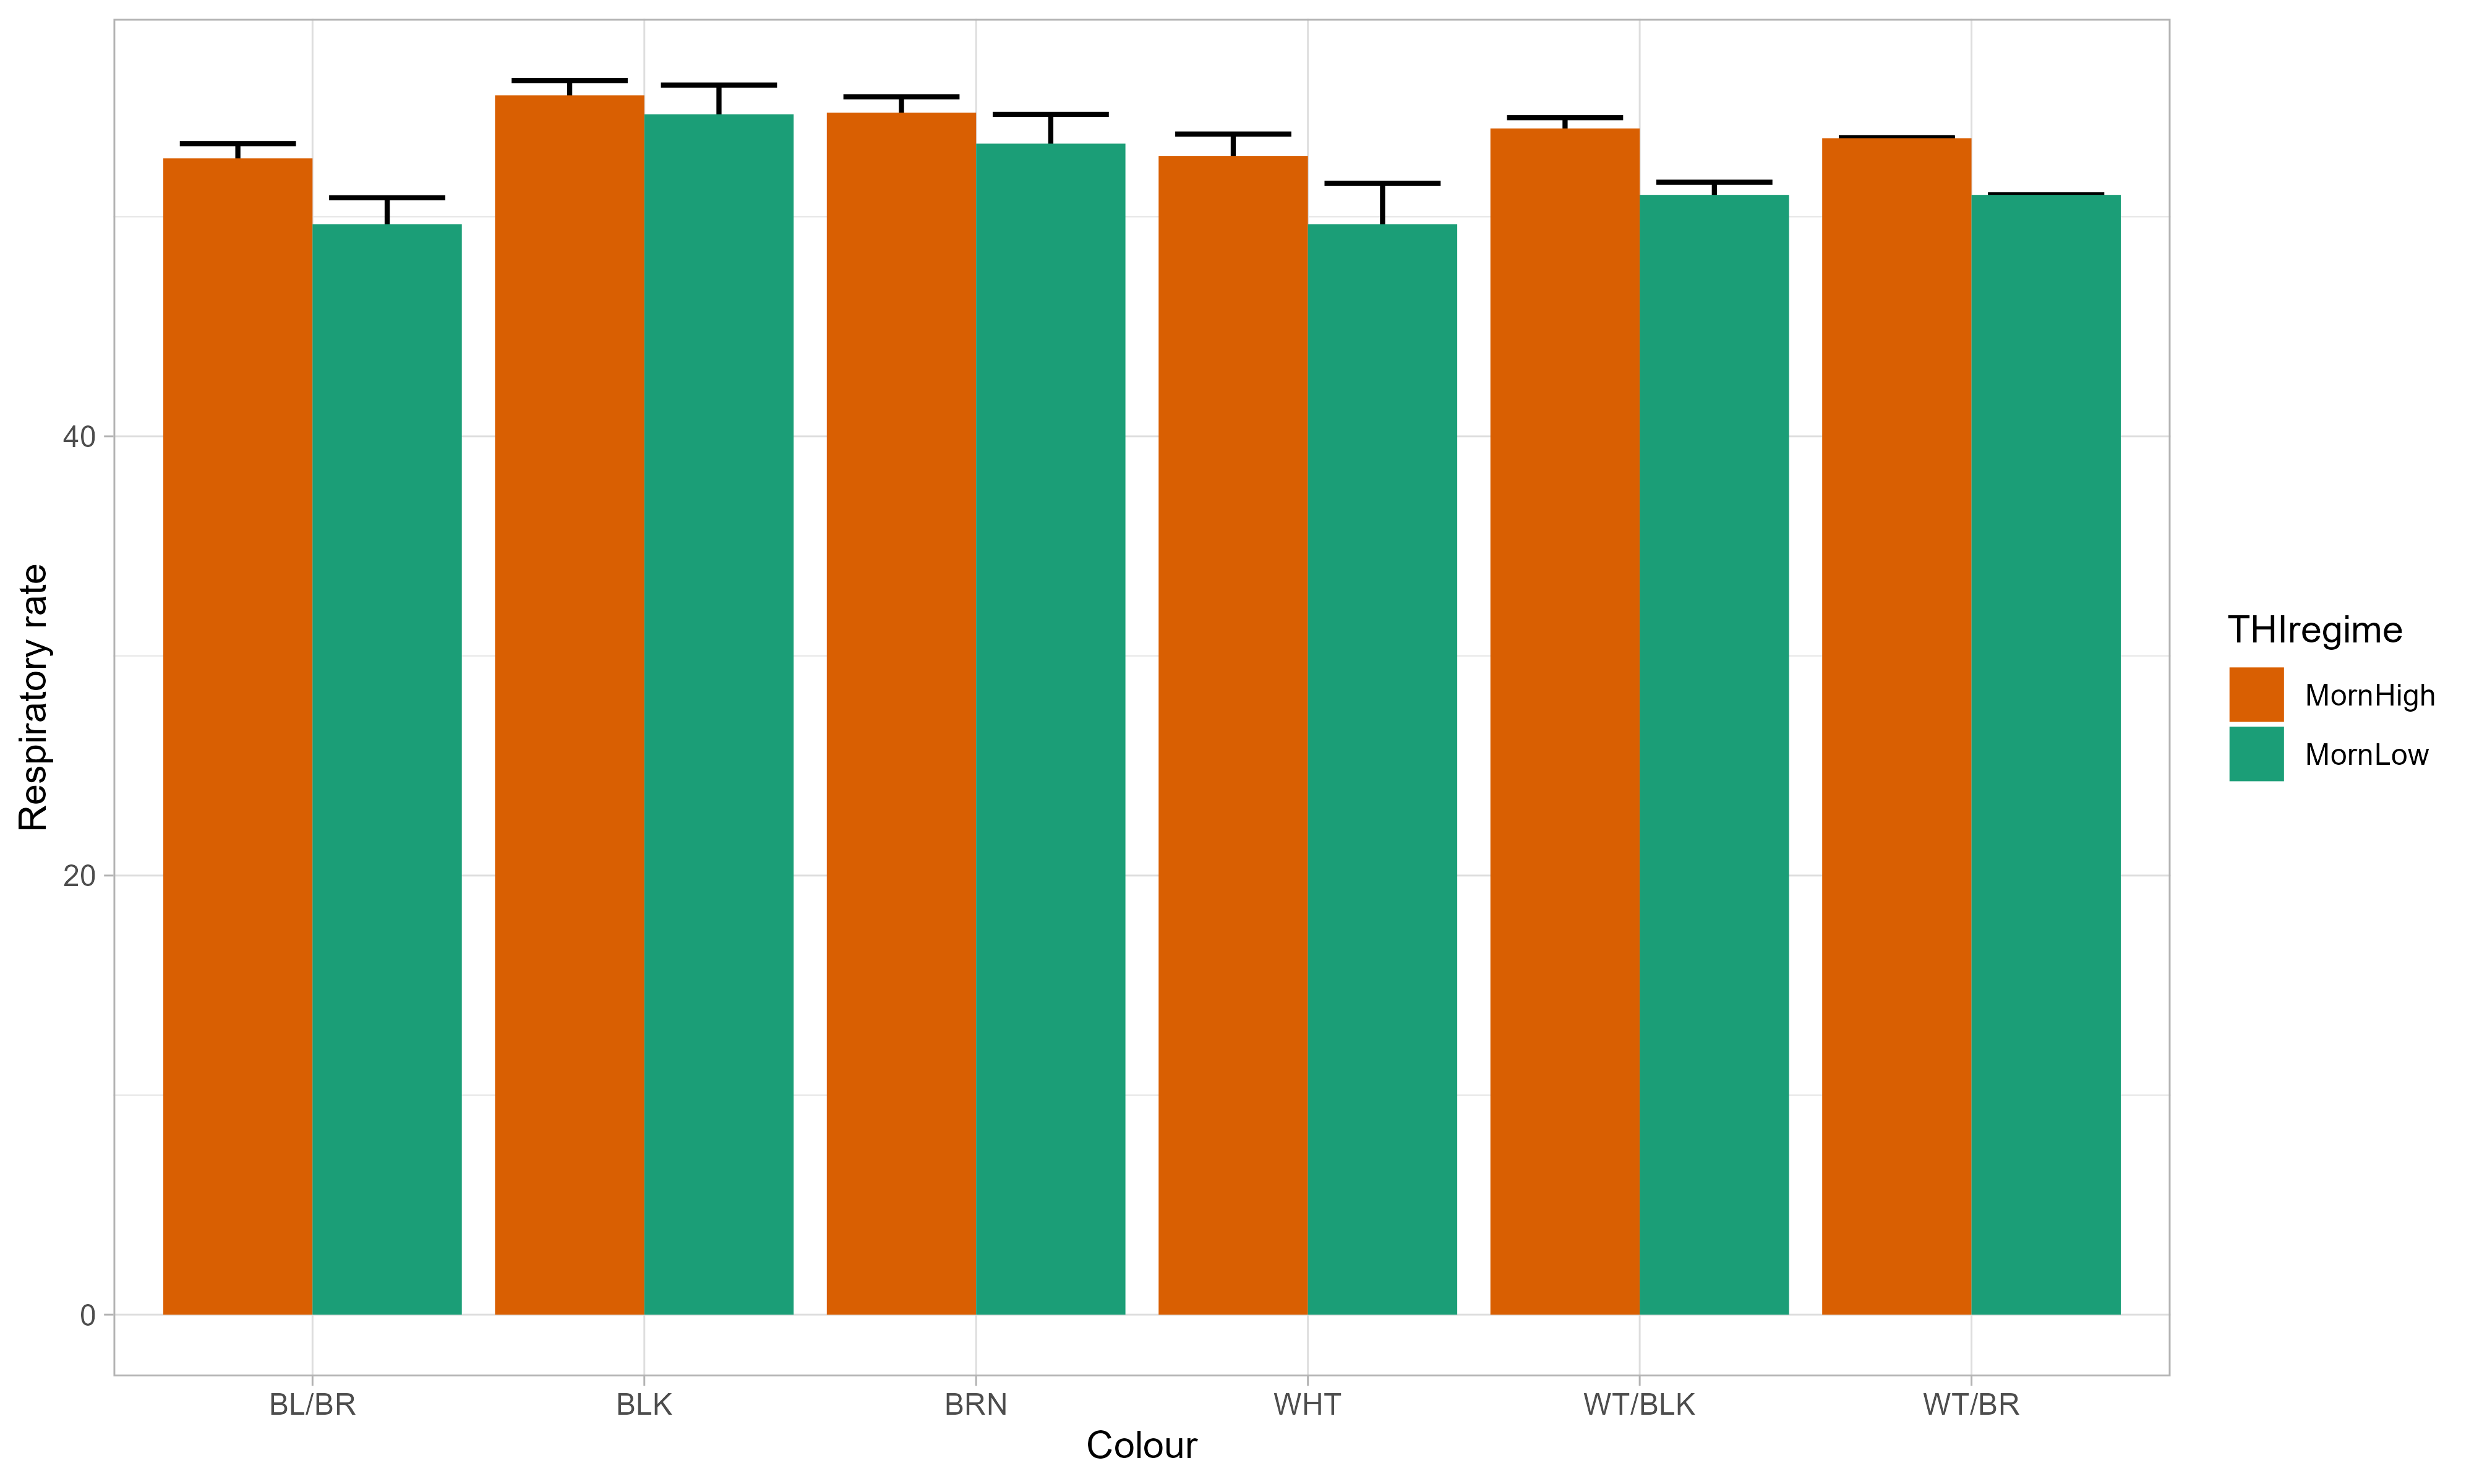 Respiratory rate
40
20
0
BL/BR
BLK
BRN
WHT
WT/BLK
WT/BR
Colour
THIregime
MornHigh
MornLow